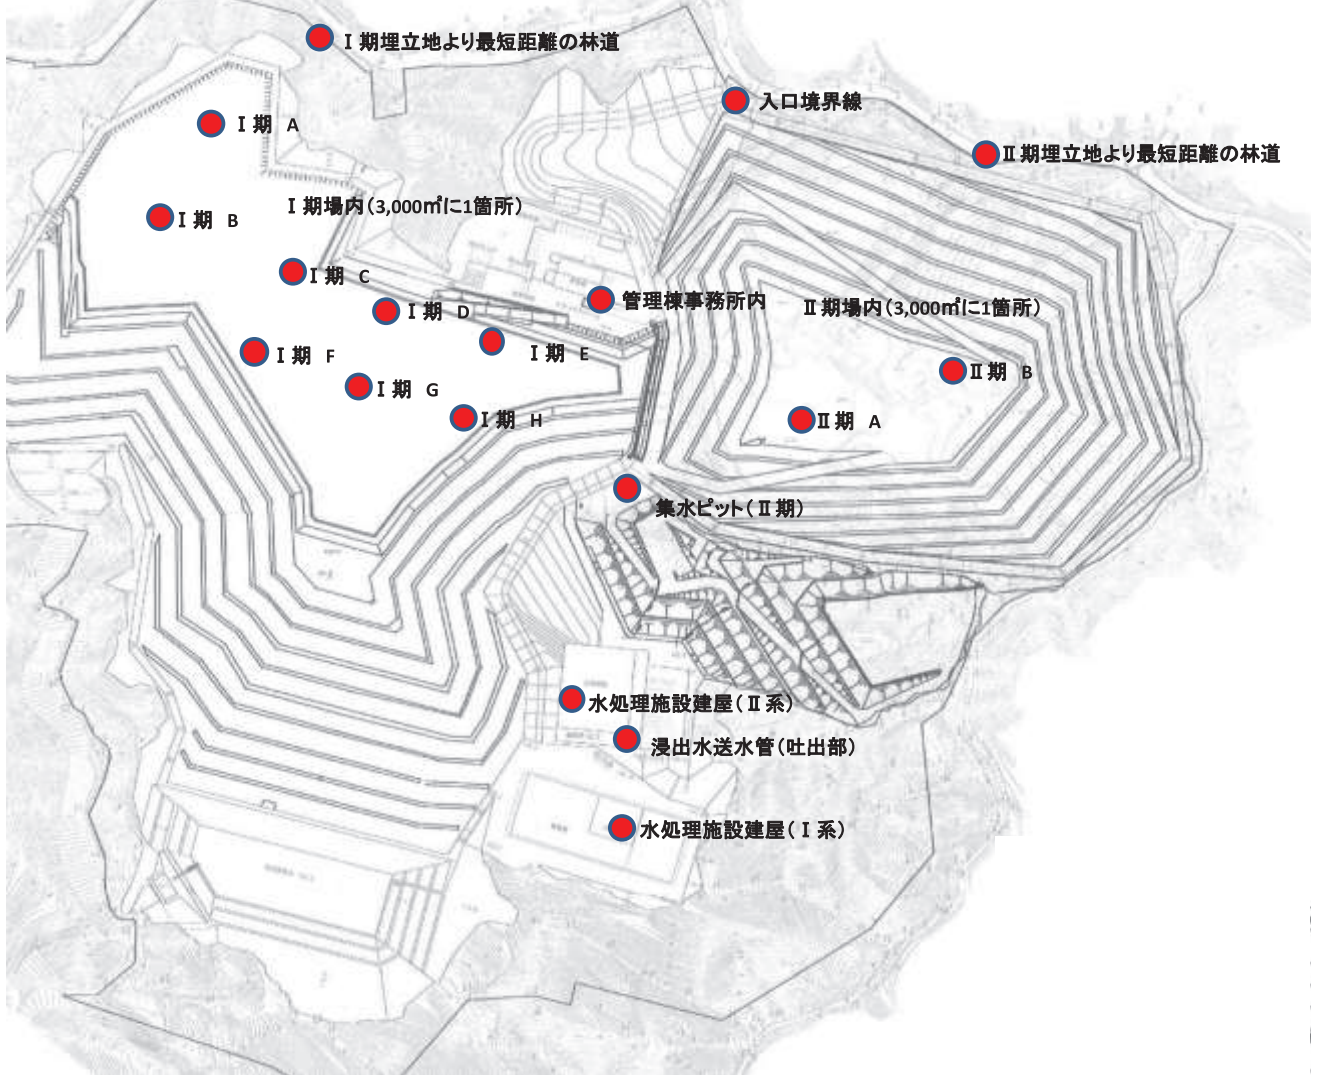 Ⅰ期埋立地より最短距離の林道
入口境界線
Ⅰ期 A
Ⅱ期埋立地より最短距離の林道
Ⅰ期場内(3,000㎡に1箇所)
Ⅰ期 B
Ⅰ期 C
管理棟事務所内
Ⅱ期場内(3,000㎡に1箇所)
Ⅰ期 D
Ⅰ期 E
Ⅰ期 F
Ⅱ期 B
Ⅰ期 G
Ⅰ期 H
Ⅱ期 A
集水ピット(Ⅱ期)
水処理施設建屋(Ⅱ系)
浸出水送水管(吐出部)
水処理施設建屋(Ⅰ系)